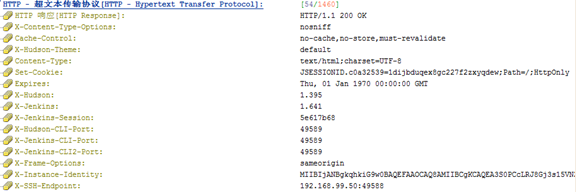 HTTP - 超文本传输协议[HTTP - Hypertext Transfer Protocol]: [54/1460]
HTTP 响应[HTTP Response]: HTTP/1.1 200 OK
X-Content-Type-Options: nosniff
Cache-Control: no-cache,no-store,must-revalidate
X-Hudson-Theme: default
Content-Type: text/html;charset=UTF-8
Set-Cookie: JSESSIONID.c0a32539=1dijbduqex8gc227f2zxyqdew;Path=/;HttpOnly
Expires: Thu, 01 Jan 1970 00:00:00 GMT
X-Hudson: 1.395
X-Jenkins: 1.641
X-Jenkins-Session: 5e617b68
X-Hudson-CLI-Port: 49589
X-Jenkins-CLI-Port: 49589
X-Jenkins-CLI2-Port: 49589
X-Frame-Options: sameorigin
X-Instance-Identity: MIIBIjANBgkqhkiG9w0BAQEFAAOCAQ8AMIIBCgKCAQEA3S0PCcLRJ8Gj3s15VN
X-SSH-Endpoint: 192.168.99.50:49588